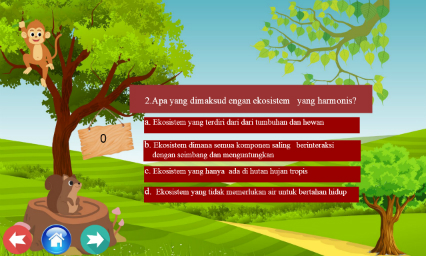 2.Apa yang dimaksud engan ekosistem yang harmonis?
a. Ekosistem yang terdiri dari dari tumbuhan dan hewan
b. Ekosistem dimana semua komponen saling berinteraksi
dengan seimbang dan menguntungkan
c. Ekosistem yang hanya ada di hutan hujan tropis
d. Ekosistem yang tidak memerlukan air untuk bertahan hidup
0